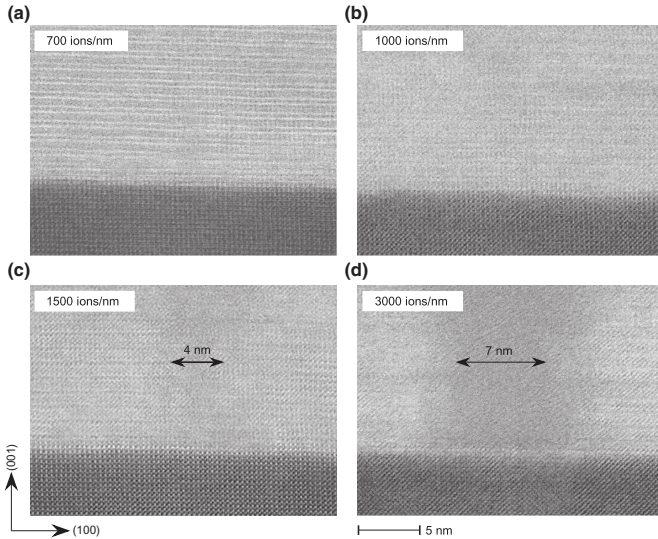 (a)
700 ions/nm
(b)
1000 ions/nm
(c)
1500 ions/nm
4 nm
(d)
3000 ions/nm
7 nm
(001)
(100)
5 nm